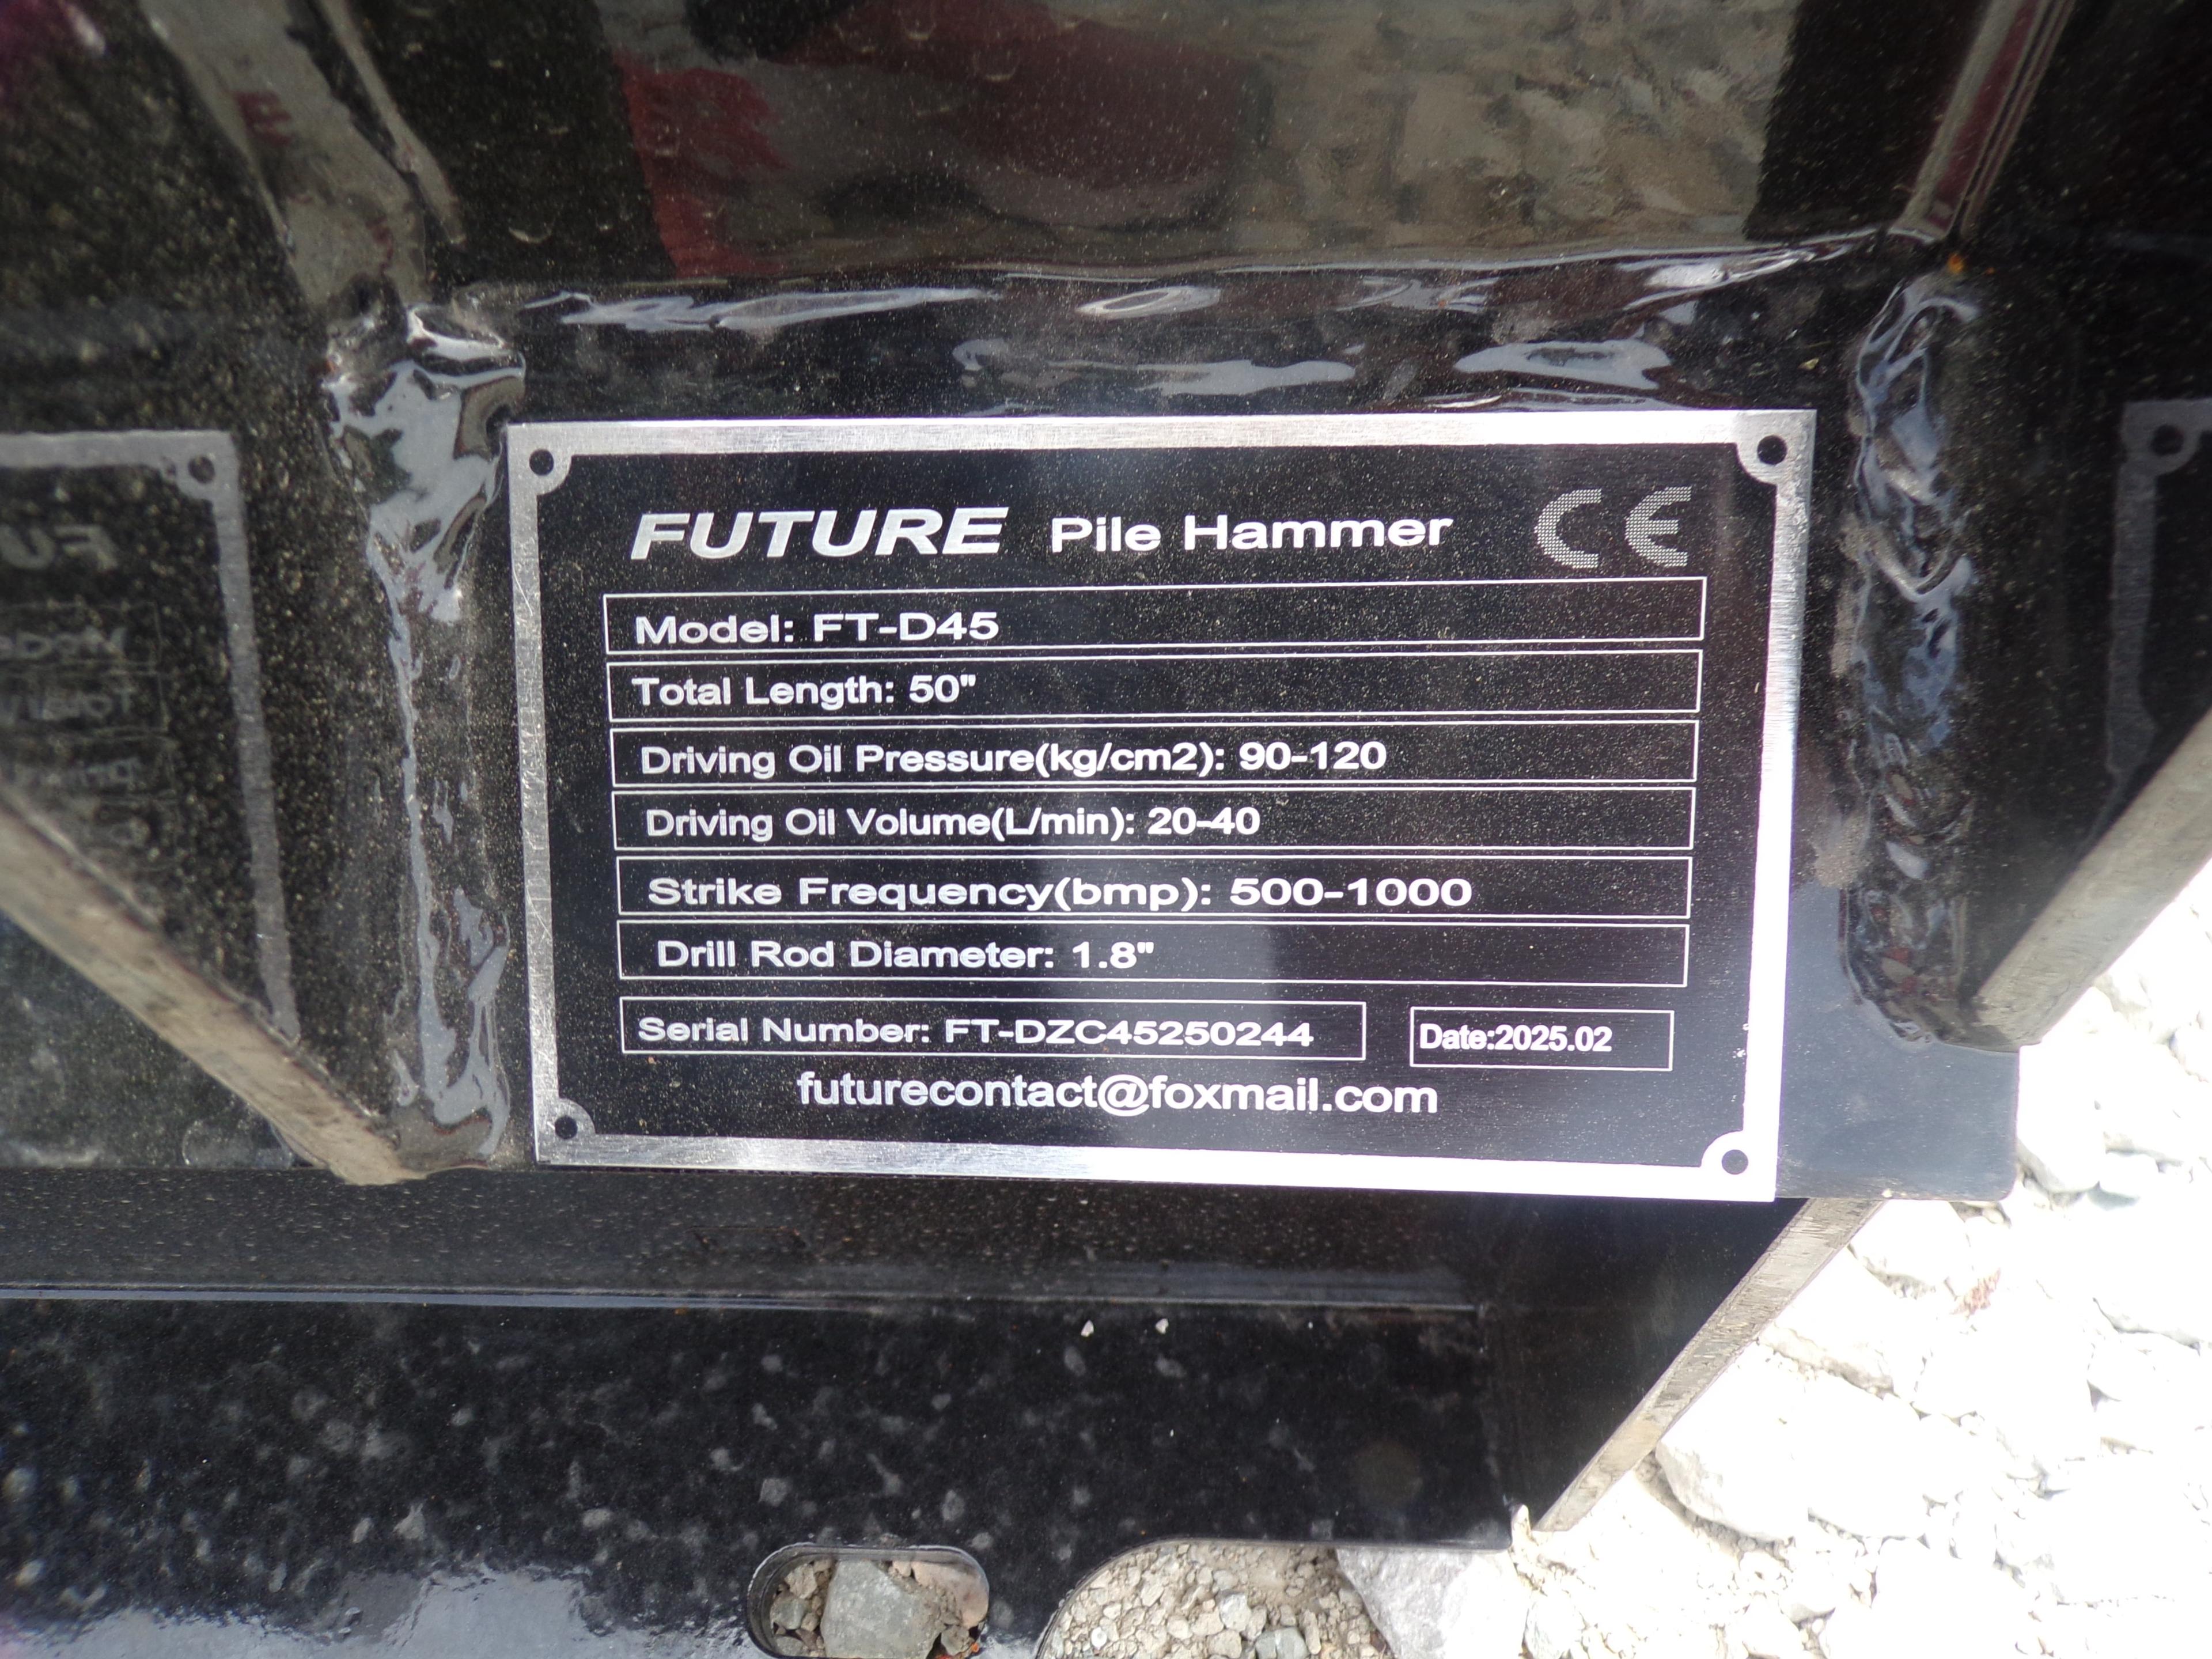 FUTURE Pile Hammer CE
Model: FT-D45
Total Length: 50"
Driving Oil Pressure(kg/cm2): 90-120
Driving Oil Volume(L/min): 20-40
Strike Frequency(bmp): 500-1000
Drill Rod Diameter: 1.8"
Serial Number: FT-DZC45250244
Date:2025.02
futurecontact@foxmail.com